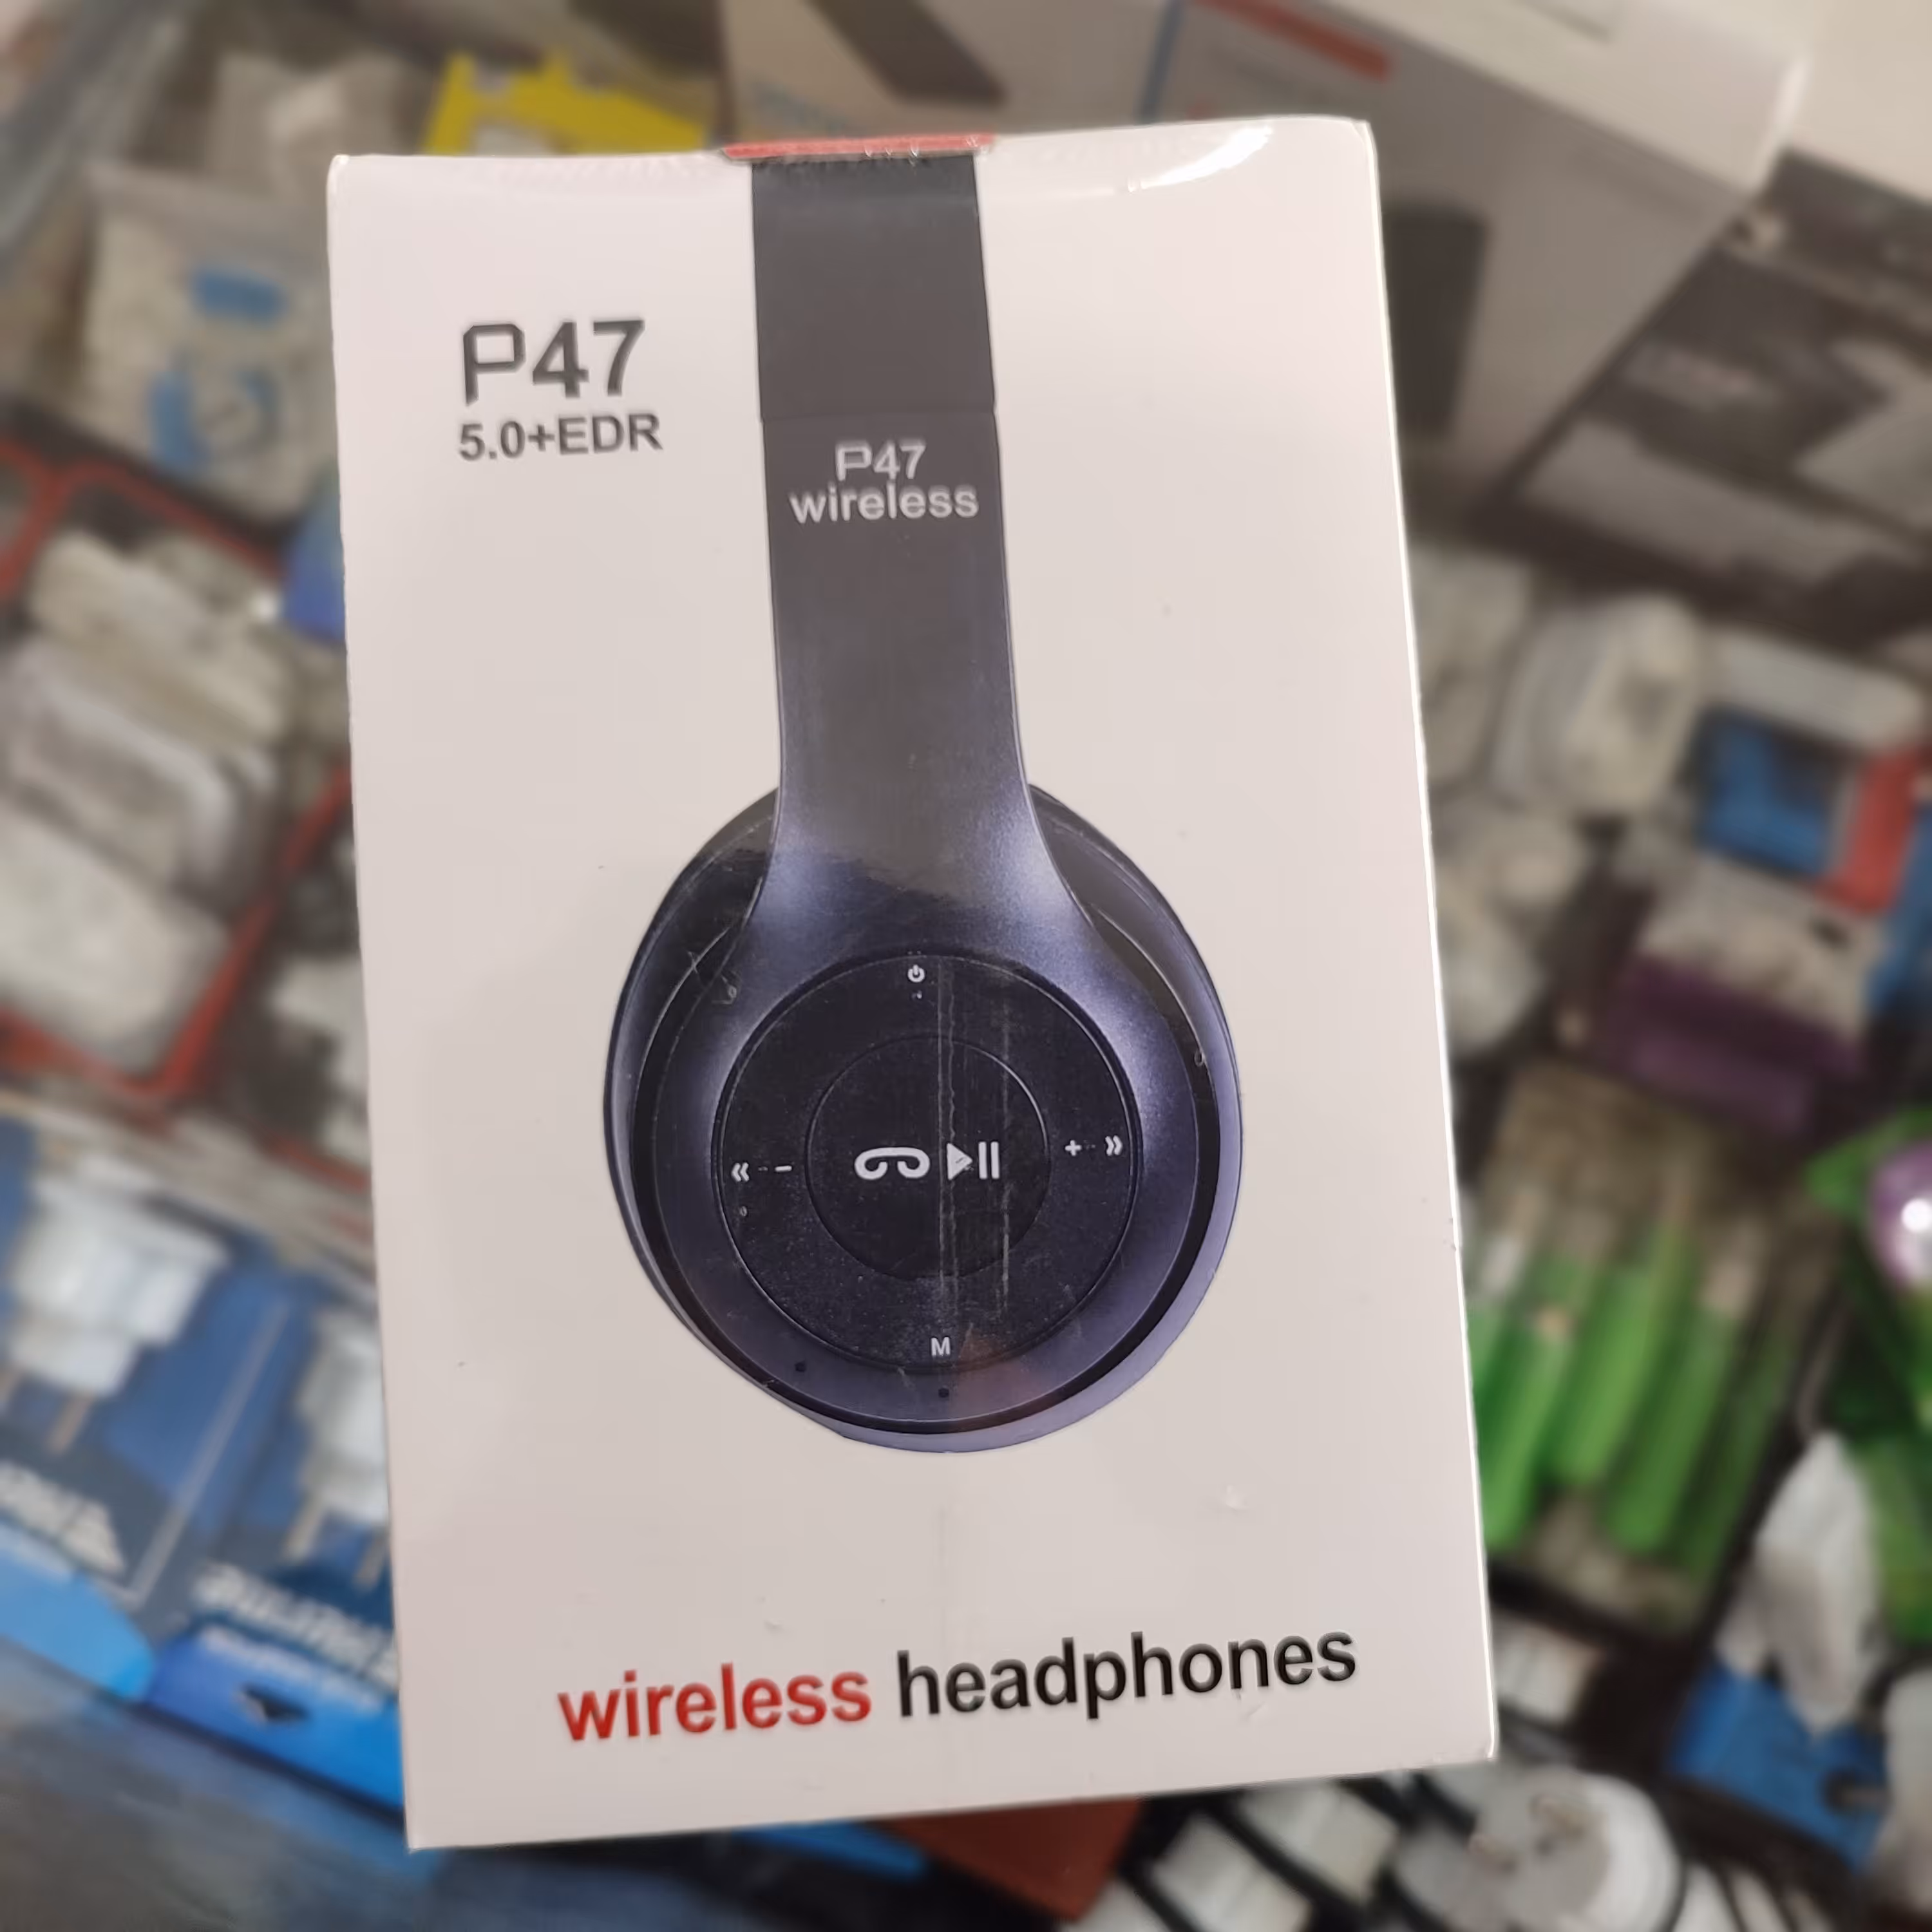 P47
5.0+EDR
P47
wireless
M
wireless headphones